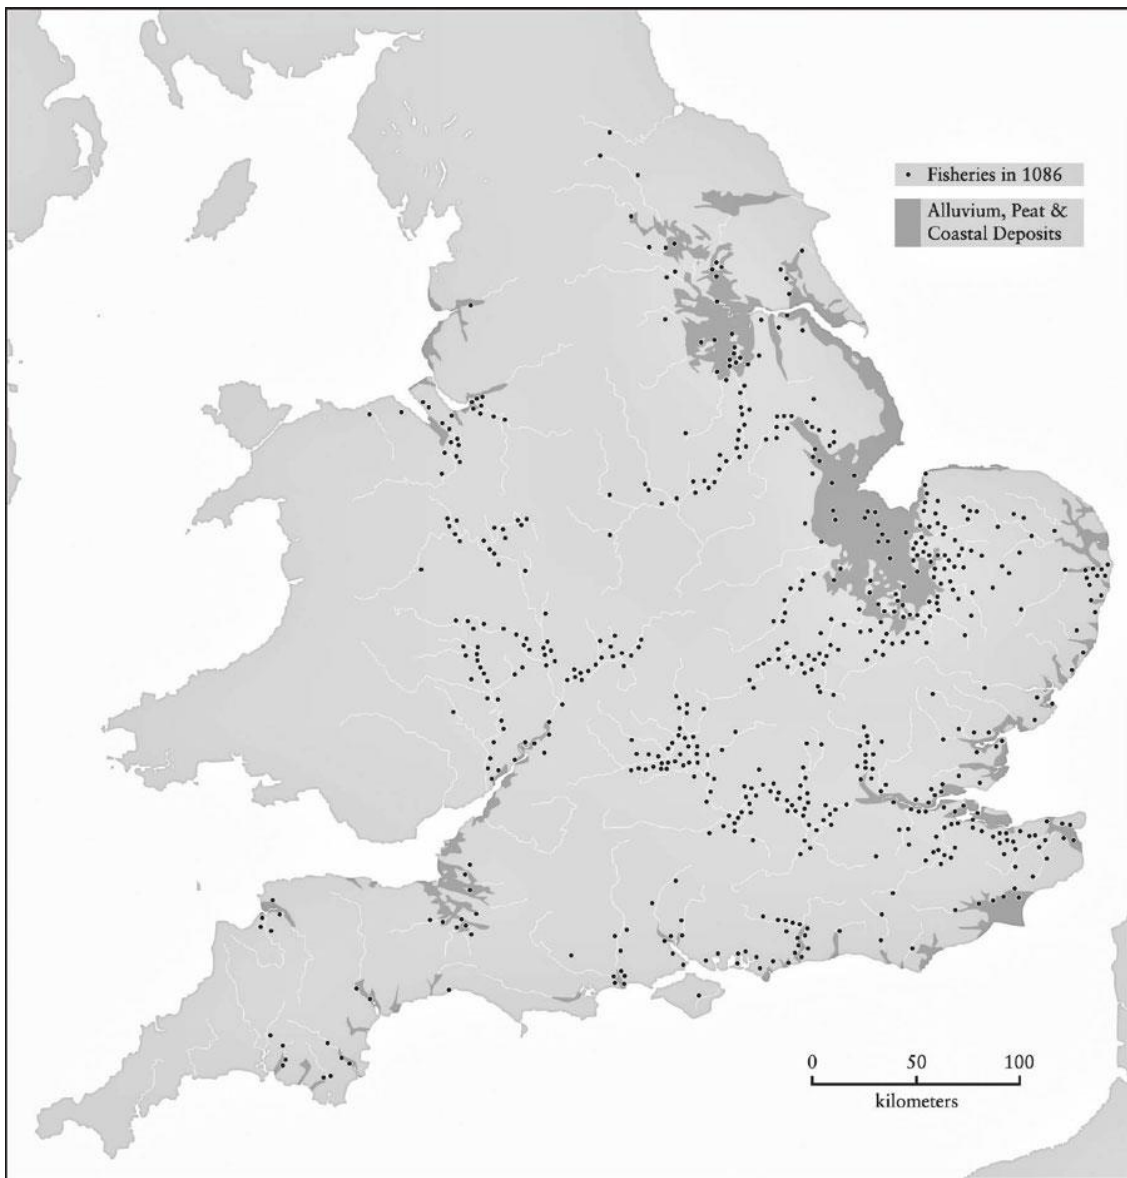 Fisheries in 1086
Alluvium, Peat &
Coastal Deposits
0 50 100
kilometers